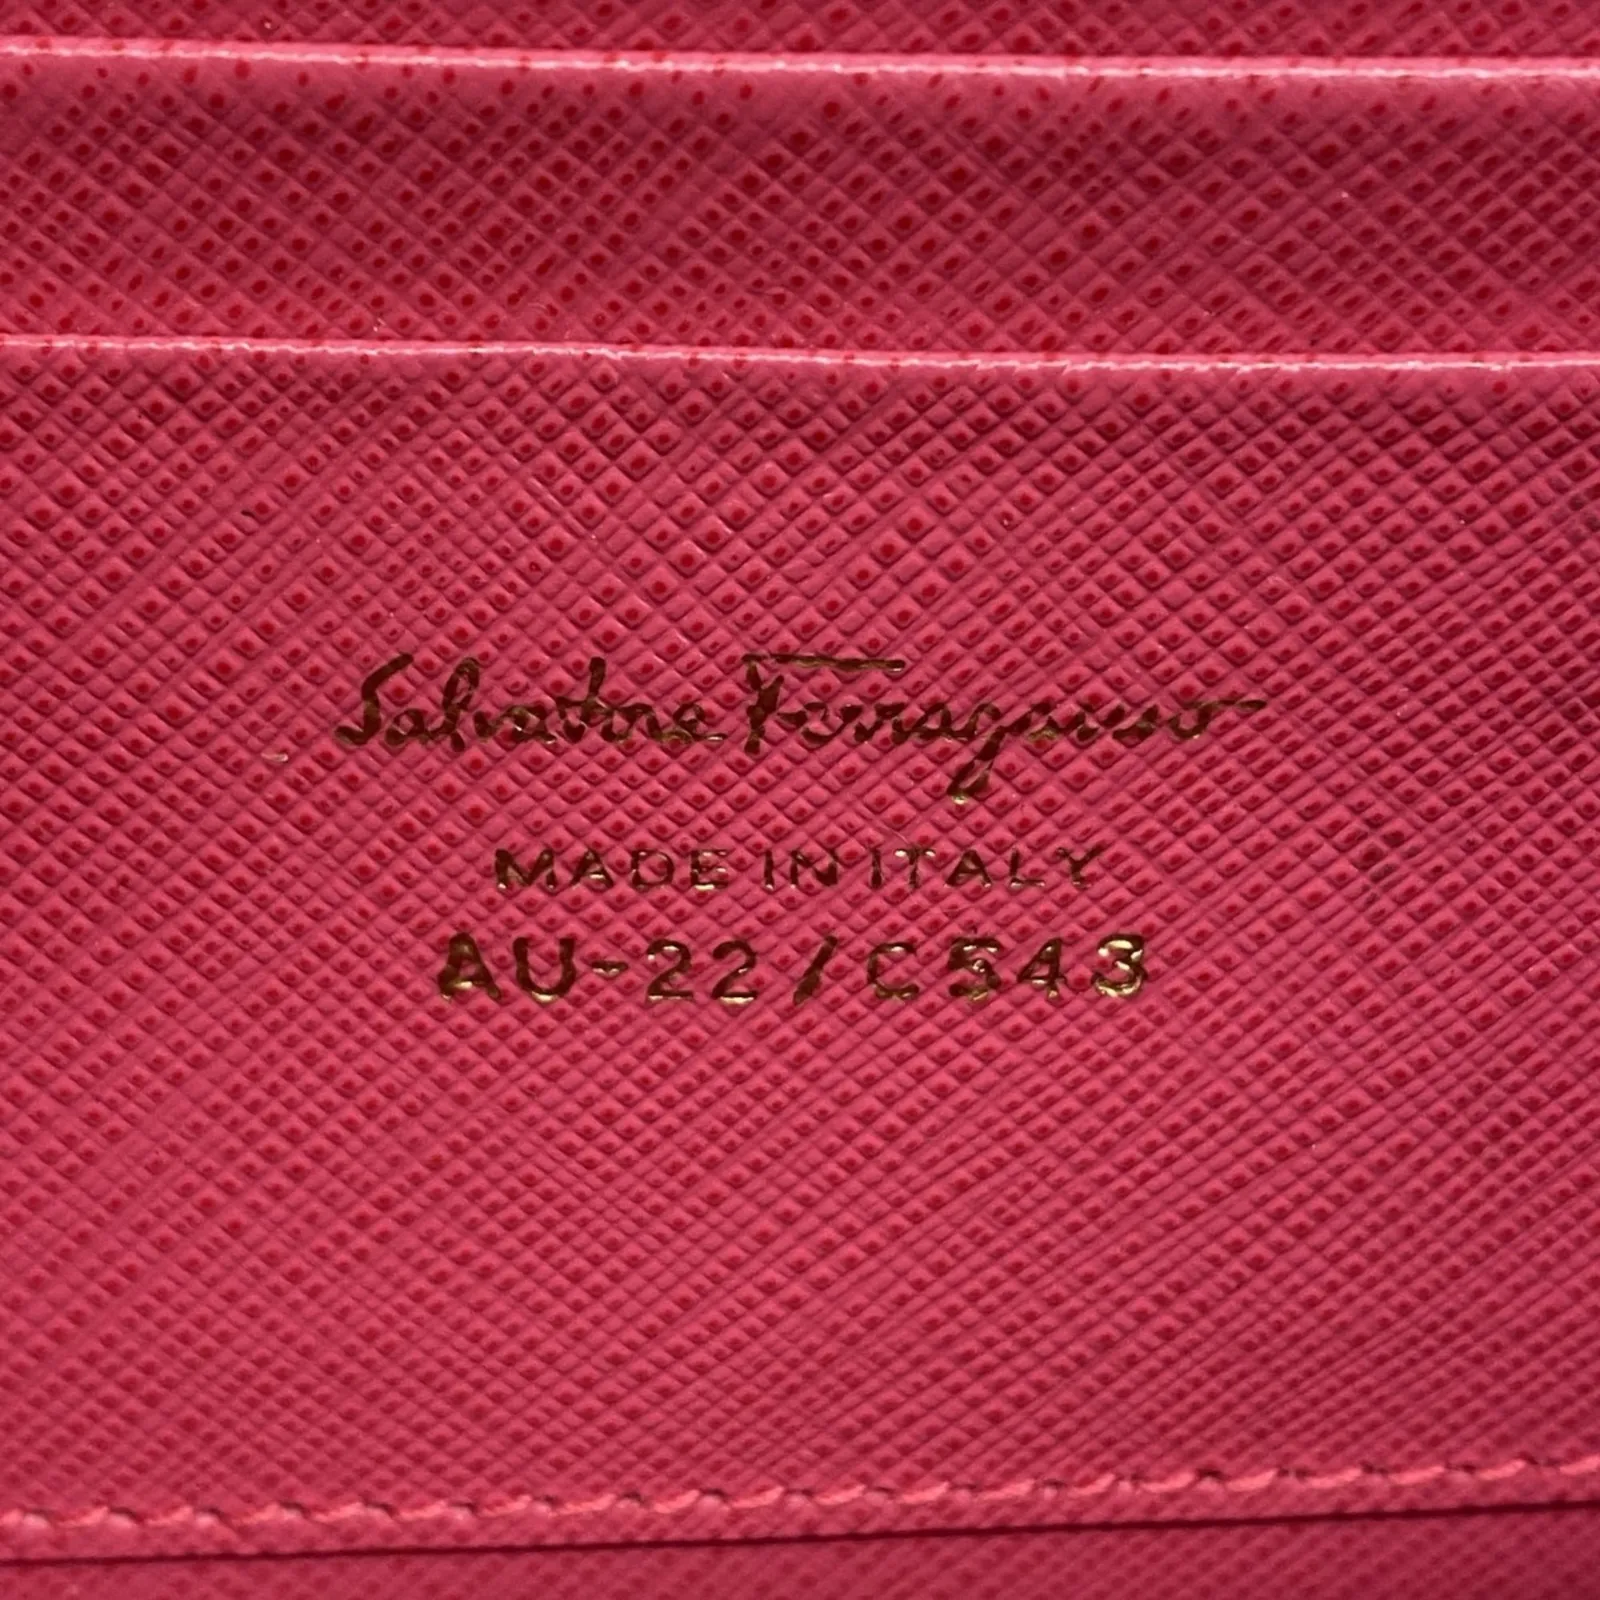 Salvatore Ferragamo
MADE IN ITALY
AU-22/C543